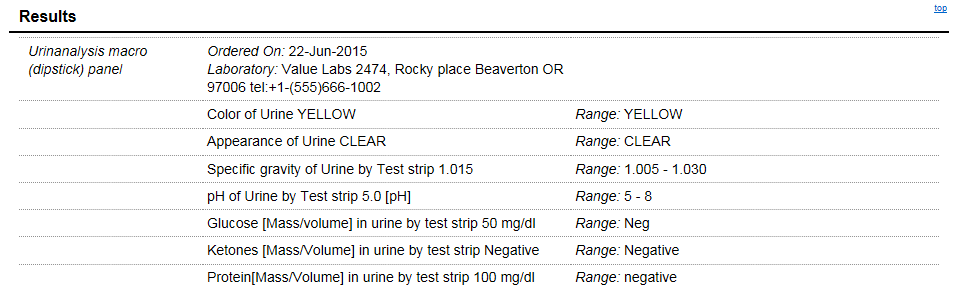 top
Results
Urinanalysis macro (dipstick) panel
Ordered On: 22-Jun-2015
Laboratory: Value Labs 2474, Rocky place Beaverton OR
97006 tel:+1-(555)666-1002
Color of Urine YELLOW Range: YELLOW
Appearance of Urine CLEAR Range: CLEAR
Specific gravity of Urine by Test strip 1.015 Range: 1.005 - 1.030
pH of Urine by Test strip 5.0 [pH] Range: 5 - 8
Glucose [Mass/volume] in urine by test strip 50 mg/dl Range: Neg
Ketones [Mass/Volume] in urine by test strip Negative Range: Negative
Protein[Mass/Volume] in urine by test strip 100 mg/dl Range: negative